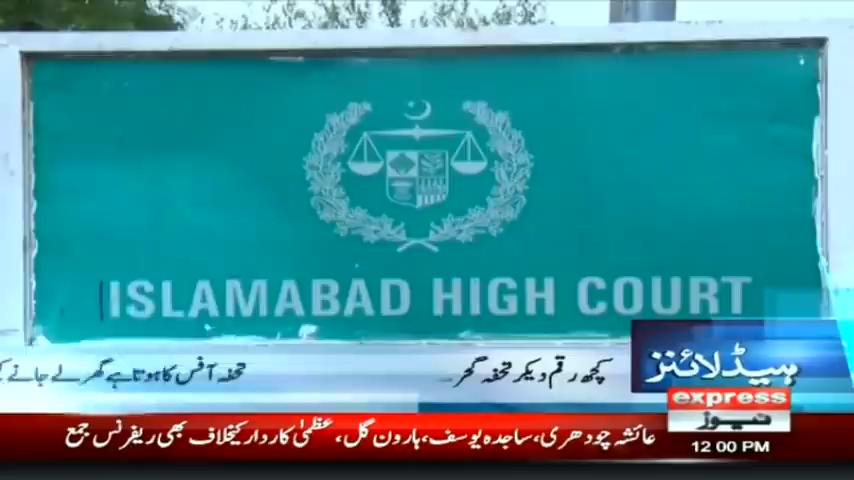 ISLAMABAD HIGH COURT
ہیڈلائنز
کچھ رقم دیکر تحفہ گھر ... تحفہ آفس کا ہوتا ہے گھر لے جانے
express
نیوز
12:00 PM
عائشہ چودھری، ساجدہ یوسف، ہارون گل، عظمیٰ کاردار کیخلاف بھی ریفرنس جمع